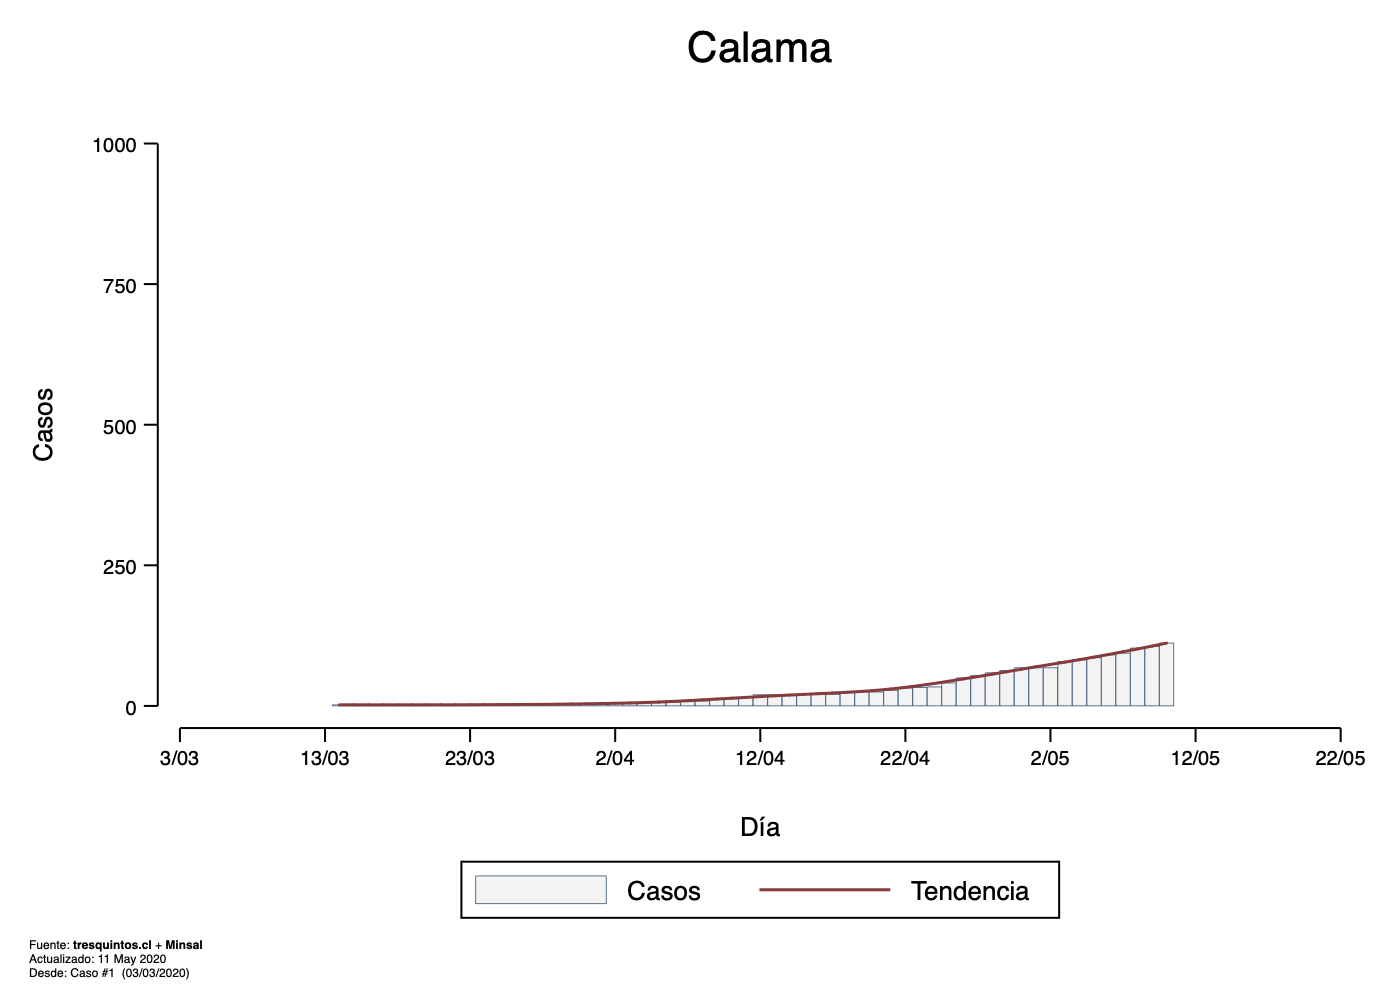 Calama
1000
750
500
250
0
Casos
3/03 13/03 23/03 2/04 12/04 22/04 2/05 12/05 22/05
Día
Casos Tendencia
Fuente: tresquintos.cl + Minsal
Actualizado: 11 May 2020
Desde: Caso #1 (03/03/2020)